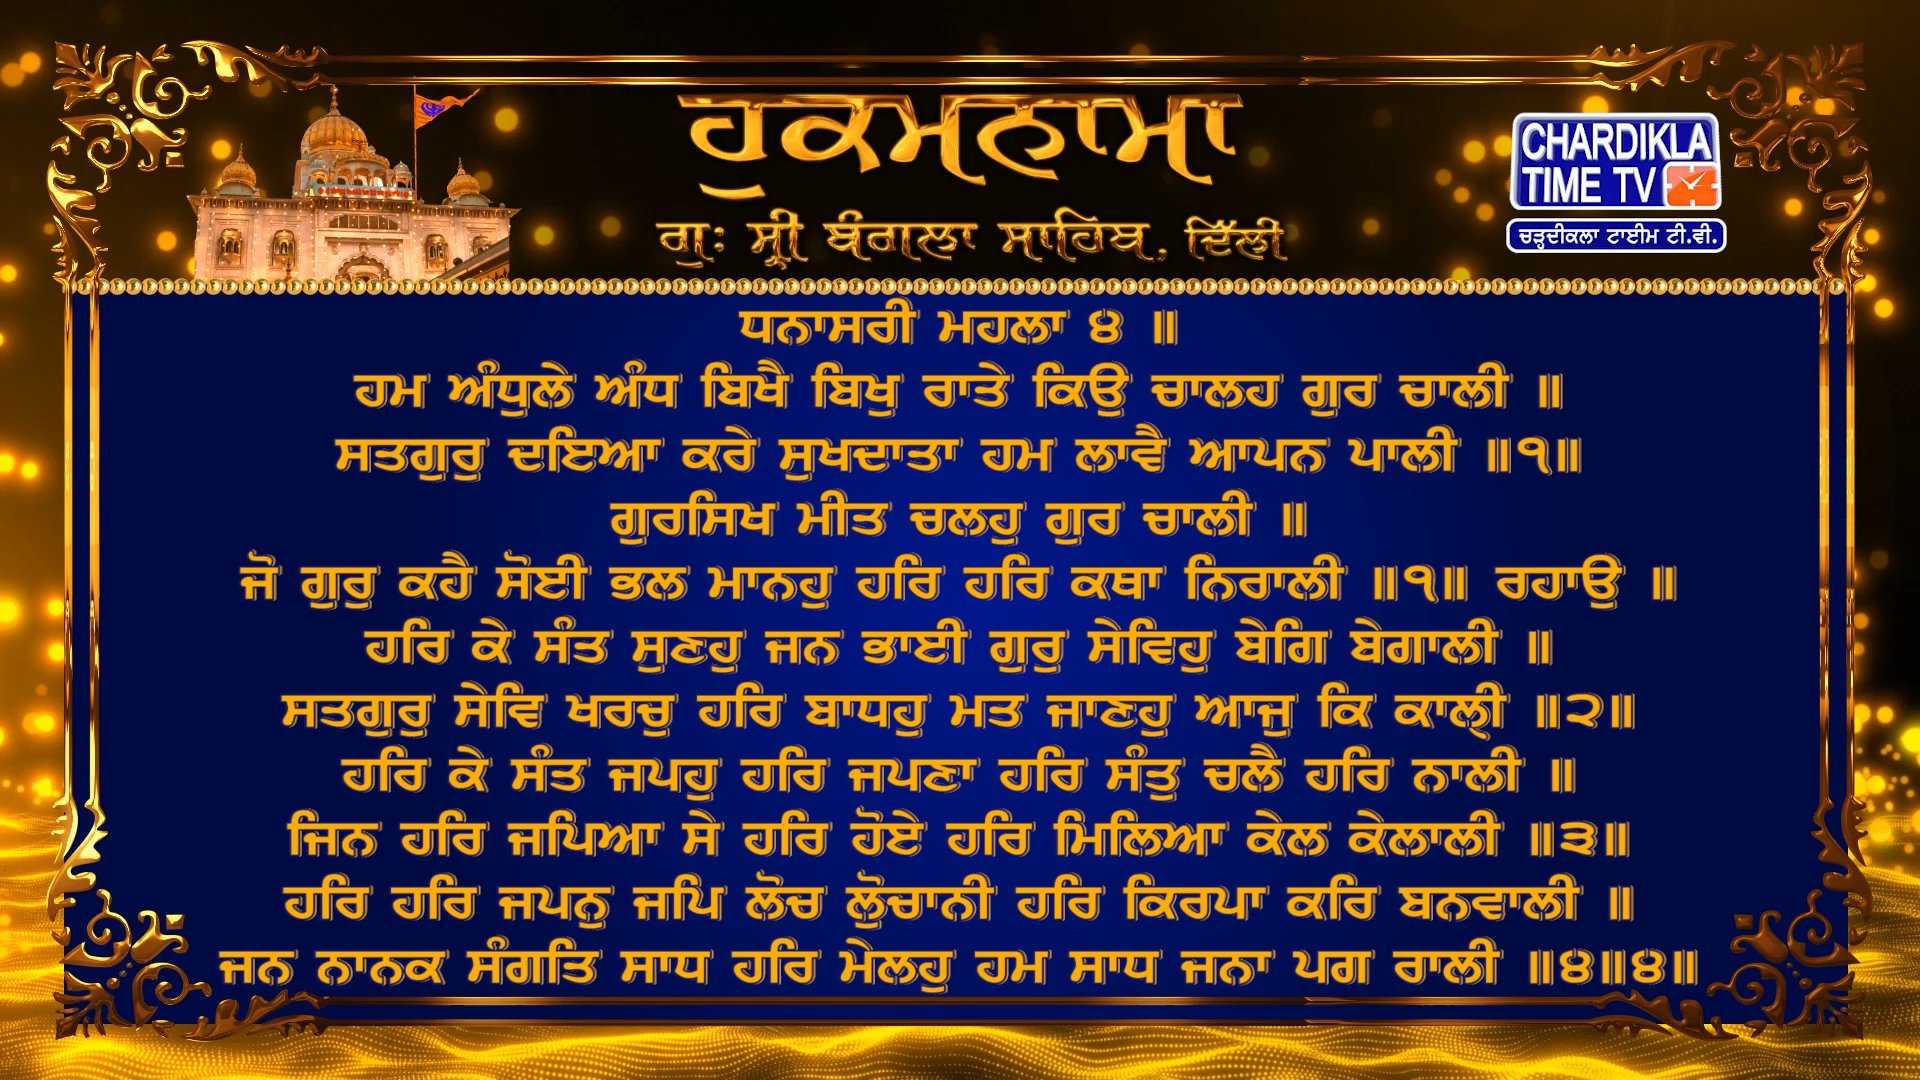 ਹੁਕਮਨਾਮਾ
ਗੁਃ ਸ੍ਰੀ ਬੰਗਲਾ ਸਾਹਿਬ, ਦਿੱਲੀ
CHARDIKLA
TIME TV
ਚੜ੍ਹਦੀਕਲਾ ਟਾਈਮ ਟੀ.ਵੀ.
ਧਨਾਸਰੀ ਮਹਲਾ ੪ ॥
ਹਮ ਅੰਧੁਲੇ ਅੰਧ ਬਿਖੈ ਬਿਖੁ ਰਾਤੇ ਕਿਉ ਚਾਲਹ ਗੁਰ ਚਾਲੀ ॥
ਸਤਗੁਰੁ ਦਇਆ ਕਰੇ ਸੁਖਦਾਤਾ ਹਮ ਲਾਵੈ ਆਪਨ ਪਾਲੀ ॥੧॥
ਗੁਰਸਿਖ ਮੀਤ ਚਲਹੁ ਗੁਰ ਚਾਲੀ ॥
ਜੋ ਗੁਰੁ ਕਹੈ ਸੋਈ ਭਲ ਮਾਨਹੁ ਹਰਿ ਹਰਿ ਕਥਾ ਨਿਰਾਲੀ ॥੧॥ ਰਹਾਉ ॥
ਹਰਿ ਕੇ ਸੰਤ ਸੁਣਹੁ ਜਨ ਭਾਈ ਗੁਰੁ ਸੇਵਿਹੁ ਬੇਗਿ ਬੇਗਾਲੀ ॥
ਸਤਗੁਰੁ ਸੇਵਿ ਖਰਚੁ ਹਰਿ ਬਾਧਹੁ ਮਤ ਜਾਣਹੁ ਆਜੁ ਕਿ ਕਾਲ੍ਹੀ ॥੨॥
ਹਰਿ ਕੇ ਸੰਤ ਜਪਹੁ ਹਰਿ ਜਪਣਾ ਹਰਿ ਸੰਤੁ ਚਲੈ ਹਰਿ ਨਾਲੀ ॥
ਜਿਨ ਹਰਿ ਜਪਿਆ ਸੇ ਹਰਿ ਹੋਏ ਹਰਿ ਮਿਲਿਆ ਕੇਲ ਕੇਲਾਲੀ ॥੩॥
ਹਰਿ ਹਰਿ ਜਪਨੁ ਜਪਿ ਲੋਚ ਲੋੁਚਾਨੀ ਹਰਿ ਕਿਰਪਾ ਕਰਿ ਬਨਵਾਲੀ ॥
ਜਨ ਨਾਨਕ ਸੰਗਤਿ ਸਾਧ ਹਰਿ ਮੇਲਹੁ ਹਮ ਸਾਧ ਜਨਾ ਪਗ ਰਾਲੀ ॥੪॥੪॥